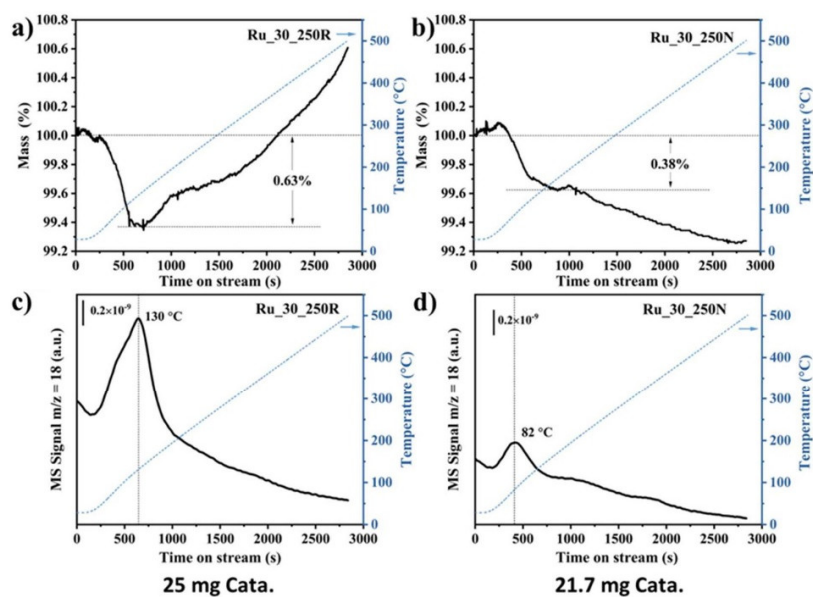 a)
Ru_30_250R
100.8
100.6
100.4
100.2
100.0
99.8
99.6
99.4
99.2
Mass (%)
0.63%
500
400
300
200
100
0
Temperature (°C)
0 500 1000 1500 2000 2500 3000
Time on stream (s)
b)
Ru_30_250N
100.8
100.6
100.4
100.2
100.0
99.8
99.6
99.4
99.2
Mass (%)
0.38%
500
400
300
200
100
0
Temperature (°C)
0 500 1000 1500 2000 2500 3000
Time on stream (s)
c)
Ru_30_250R
0.2×10-9
130 °C
MS Signal m/z = 18 (a.u.)
500
400
300
200
100
0
Temperature (°C)
0 500 1000 1500 2000 2500 3000
Time on stream (s)
25 mg Cata.
d)
Ru_30_250N
0.2×10-9
82 °C
MS Signal m/z = 18 (a.u.)
500
400
300
200
100
0
Temperature (°C)
0 500 1000 1500 2000 2500 3000
Time on stream (s)
21.7 mg Cata.